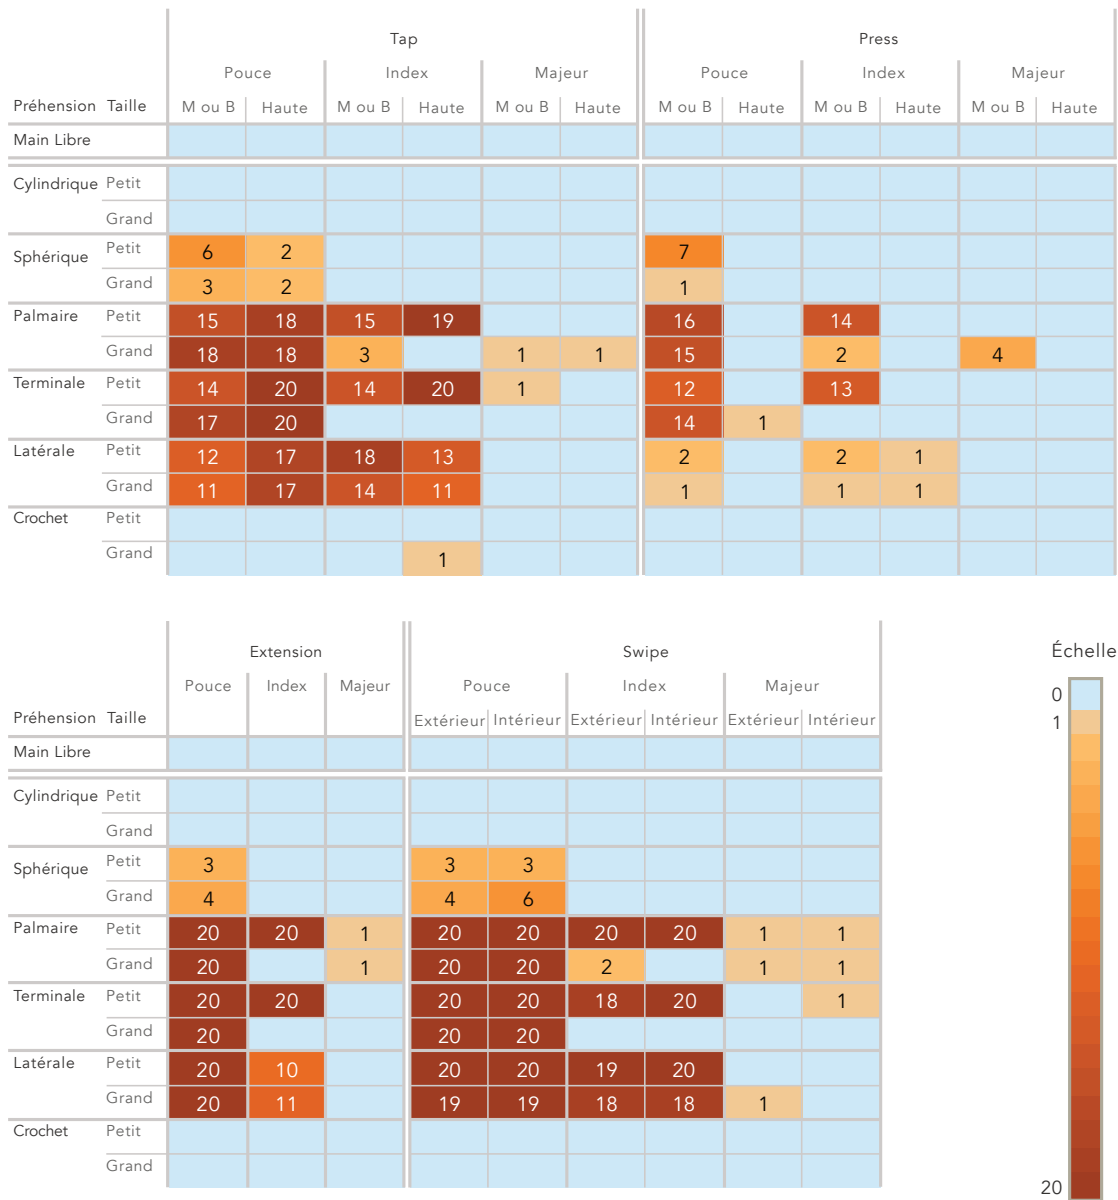 Tap Press
Pouce Index Majeur Pouce Index Majeur
Préhension Taille M ou B Haute M ou B Haute M ou B Haute M ou B Haute M ou B Haute M ou B Haute
Main Libre
Cylindrique Petit
Grand
Sphérique Petit 6 2 7
Grand 3 2 1
Palmaire Petit 15 18 15 19 16 14
Grand 18 18 3 1 1 15 2 4
Terminale Petit 14 20 14 20 1 12 13
Grand 17 20 14 1
Latérale Petit 12 17 18 13 2 2 1
Grand 11 17 14 11 1 1 1
Crochet Petit
Grand 1
Extension Swipe Échelle
Pouce Index Majeur Pouce Index Majeur 0
Préhension Taille Extérieur Intérieur Extérieur Intérieur Extérieur Intérieur 1
Main Libre
Cylindrique Petit
Grand
Sphérique Petit 3 3 3
Grand 4 4 6
Palmaire Petit 20 20 1 20 20 20 20 1 1
Grand 20 1 20 20 2 1 1
Terminale Petit 20 20 20 20 18 20 1
Grand 20 20 20
Latérale Petit 20 10 20 20 19 20
Grand 20 11 19 19 18 18 1
Crochet Petit
Grand
20